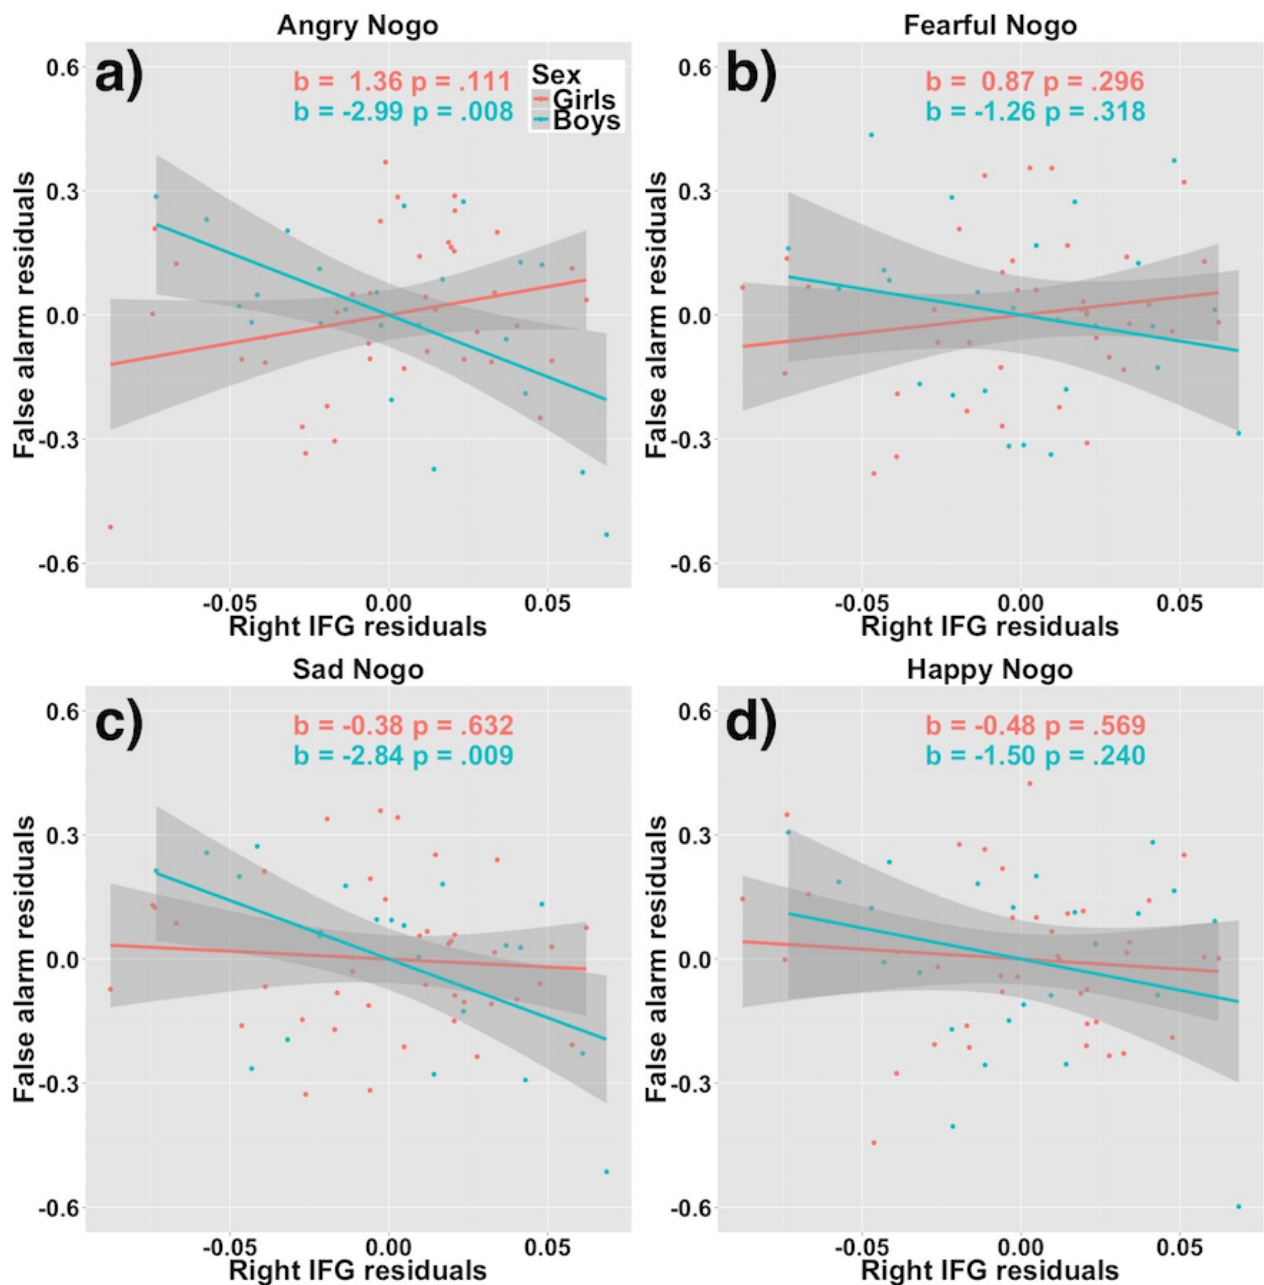 Angry Nogo
a)
b = 1.36 p = .111
b = -2.99 p = .008
Sex
Girls
Boys
0.6
0.3
0.0
-0.3
-0.6
False alarm residuals
-0.05 0.00 0.05
Right IFG residuals
Fearful Nogo
b)
b = 0.87 p = .296
b = -1.26 p = .318
0.6
0.3
0.0
-0.3
-0.6
False alarm residuals
-0.05 0.00 0.05
Right IFG residuals
Sad Nogo
c)
b = -0.38 p = .632
b = -2.84 p = .009
0.6
0.3
0.0
-0.3
-0.6
False alarm residuals
-0.05 0.00 0.05
Right IFG residuals
Happy Nogo
d)
b = -0.48 p = .569
b = -1.50 p = .240
0.6
0.3
0.0
-0.3
-0.6
False alarm residuals
-0.05 0.00 0.05
Right IFG residuals